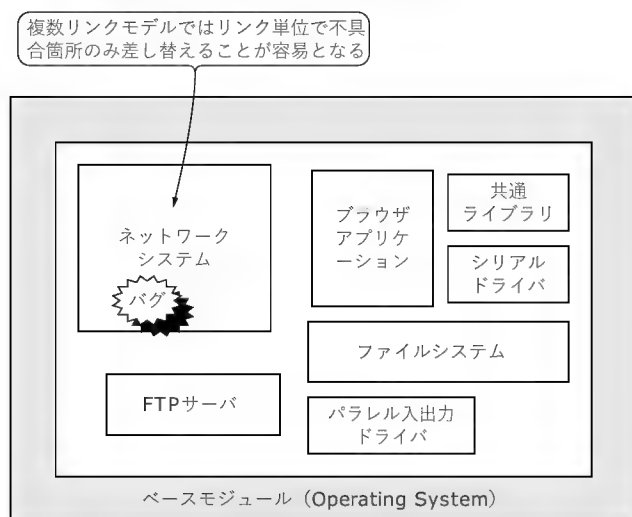 複数リンクモデルではリンク単位で不具
合箇所のみ差し替えることが容易となる
ネットワーク
システム
バグ
ブラウザ
アプリケ
ーション
共通
ライブラリ
シリアル
ドライバ
ファイルシステム
FTPサーバ
パラレル入出力
ドライバ
ベースモジュール（Operating System）